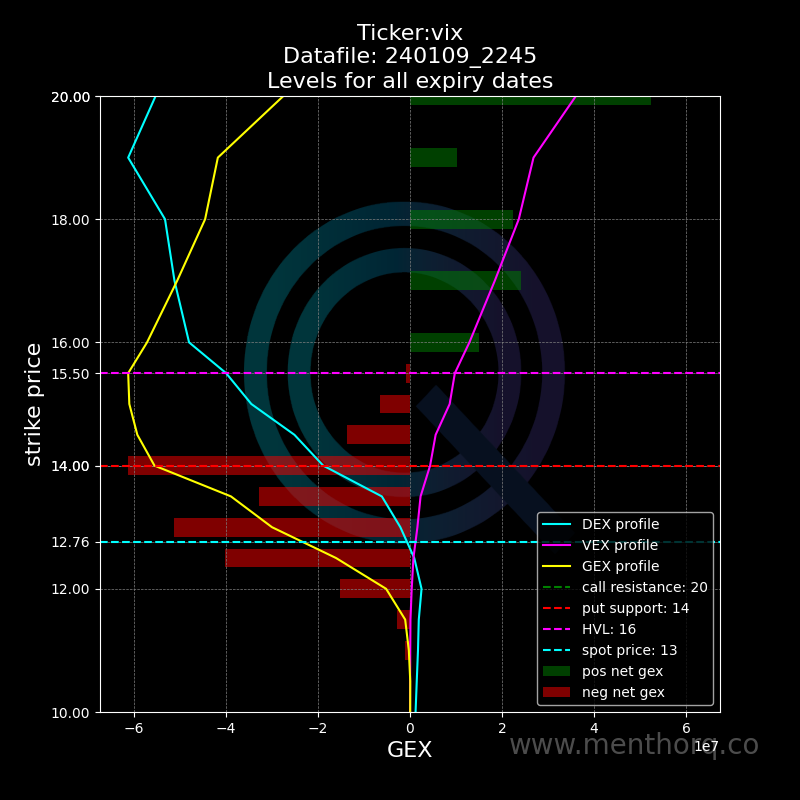 Ticker:vix
Datafile: 240109_2245
Levels for all expiry dates
20.00
18.00
16.00
15.50
14.00
12.76
12.00
10.00
strike price
DEX profile
VEX profile
GEX profile
call resistance: 20
put support: 14
HVL: 16
spot price: 13
pos net gex
neg net gex
−6 −4 −2 0 2 4 6
1e7
GEX
www.menthorq.co